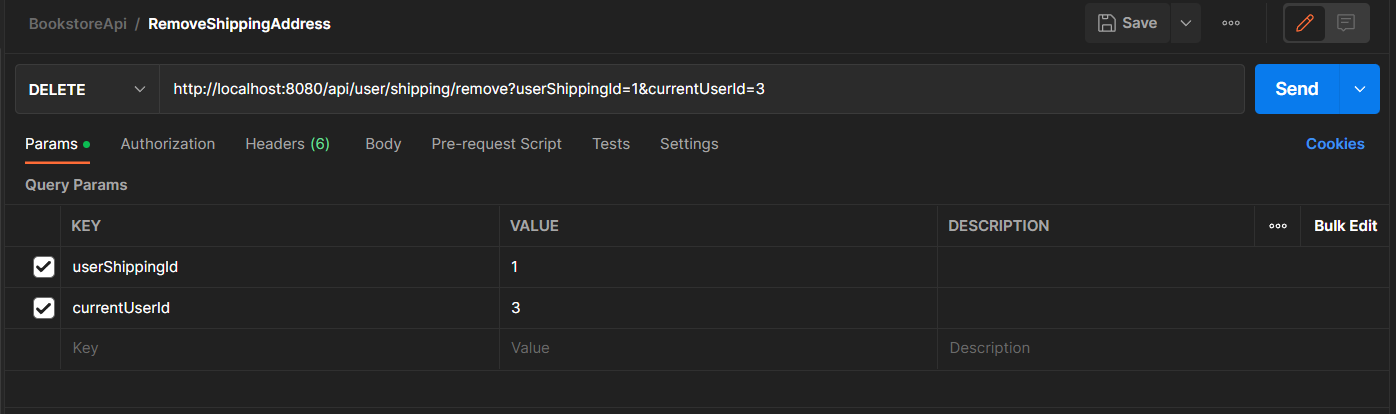 BookstoreApi / RemoveShippingAddress Save
DELETE http://localhost:8080/api/user/shipping/remove?userShippingId=1&currentUserId=3 Send
Params Authorization Headers (6) Body Pre-request Script Tests Settings Cookies
Query Params
KEY VALUE DESCRIPTION Bulk Edit
userShippingId 1
currentUserId 3
Key Value Description